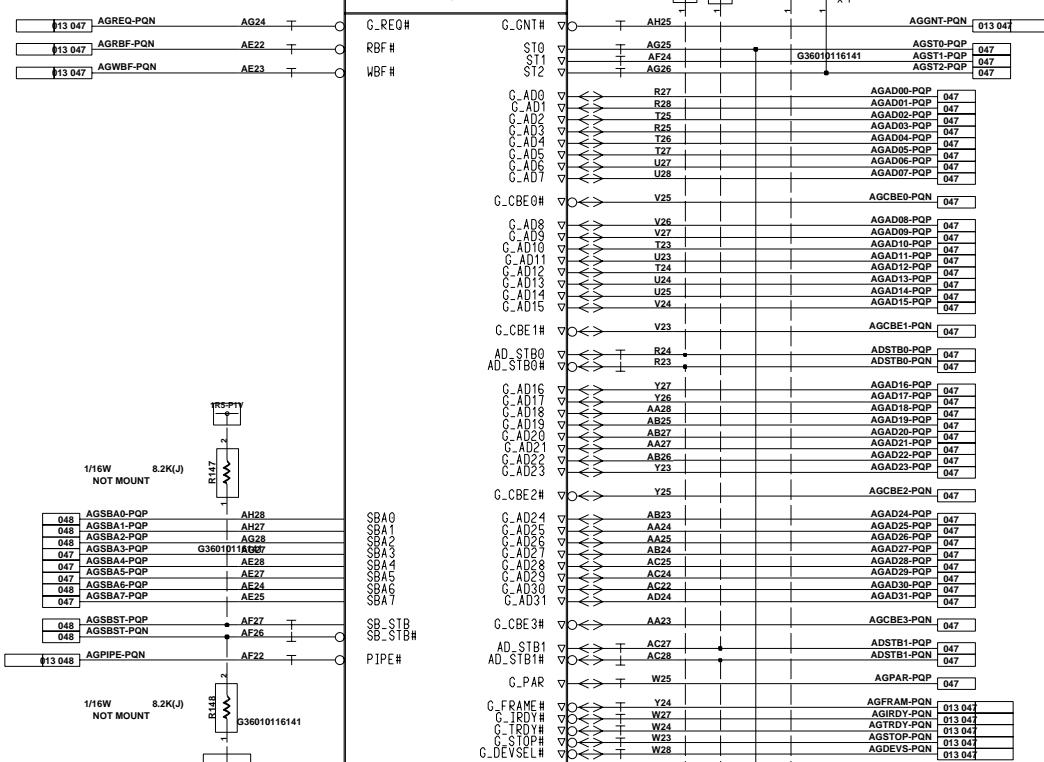 013 047 AGREQ-PQN AG24 G_REQ# G_GNT# AH25 AGGNT-PQN 013 047
013 047 AGRBF-PQN AE22 RBF# ST0 AG25 AGST0-PQP 047
ST1 AF24 G36010116141 AGST1-PQP 047
013 047 AGWBF-PQN AE23 WBF# ST2 AG26 AGST2-PQP 047
G_AD0 R27 AGAD00-PQP 047
G_AD1 R28 AGAD01-PQP 047
G_AD2 T25 AGAD02-PQP 047
G_AD3 R25 AGAD03-PQP 047
G_AD4 T26 AGAD04-PQP 047
G_AD5 T27 AGAD05-PQP 047
G_AD6 U27 AGAD06-PQP 047
G_AD7 U28 AGAD07-PQP 047
G_CBE0# V25 AGCBE0-PQN 047
G_AD8 V26 AGAD08-PQP 047
G_AD9 V27 AGAD09-PQP 047
G_AD10 T23 AGAD10-PQP 047
G_AD11 U23 AGAD11-PQP 047
G_AD12 T24 AGAD12-PQP 047
G_AD13 U24 AGAD13-PQP 047
G_AD14 U25 AGAD14-PQP 047
G_AD15 V24 AGAD15-PQP 047
G_CBE1# V23 AGCBE1-PQN 047
AD_STB0 R24 ADSTB0-PQP 047
AD_STB0# R23 ADSTB0-PQN 047
G_AD16 Y27 AGAD16-PQP 047
G_AD17 Y26 AGAD17-PQP 047
1R5-P1V G_AD18 AA28 AGAD18-PQP 047
G_AD19 AB25 AGAD19-PQP 047
2 G_AD20 AB27 AGAD20-PQP 047
G_AD21 AA27 AGAD21-PQP 047
G_AD22 AB26 AGAD22-PQP 047
1/16W 8.2K(J) R147 G_AD23 Y23 AGAD23-PQP 047
NOT MOUNT
1 G_CBE2# Y25 AGCBE2-PQN 047
048 AGSBA0-PQP AH28 SBA0 G_AD24 AB23 AGAD24-PQP 047
048 AGSBA1-PQP AH27 SBA1 G_AD25 AA24 AGAD25-PQP 047
048 AGSBA2-PQP AG28 SBA2 G_AD26 AA25 AGAD26-PQP 047
047 AGSBA3-PQP G36010116141 AG27 SBA3 G_AD27 AB24 AGAD27-PQP 047
047 AGSBA4-PQP AE28 SBA4 G_AD28 AC25 AGAD28-PQP 047
047 AGSBA5-PQP AE27 SBA5 G_AD29 AC24 AGAD29-PQP 047
048 AGSBA6-PQP AE24 SBA6 G_AD30 AC22 AGAD30-PQP 047
047 AGSBA7-PQP AE25 SBA7 G_AD31 AD24 AGAD31-PQP 047
048 AGSBST-PQP AF27 SB_STB G_CBE3# AA23 AGCBE3-PQN 047
048 AGSBST-PQN AF26 SB_STB#
AD_STB1 AC27 ADSTB1-PQP 047
013 048 AGPIPE-PQN AF22 PIPE# AD_STB1# AC28 ADSTB1-PQN 047
2 G_PAR W25 AGPAR-PQP 047
1/16W 8.2K(J) R148 G_FRAME# Y24 AGFRAM-PQN 013 047
NOT MOUNT G36010116141 G_IRDY# W27 AGIRDY-PQN 013 047
G_TRDY# W24 AGTRDY-PQN 013 047
1 G_STOP# W23 AGSTOP-PQN 013 047
G_DEVSEL# W28 AGDEVS-PQN 013 047